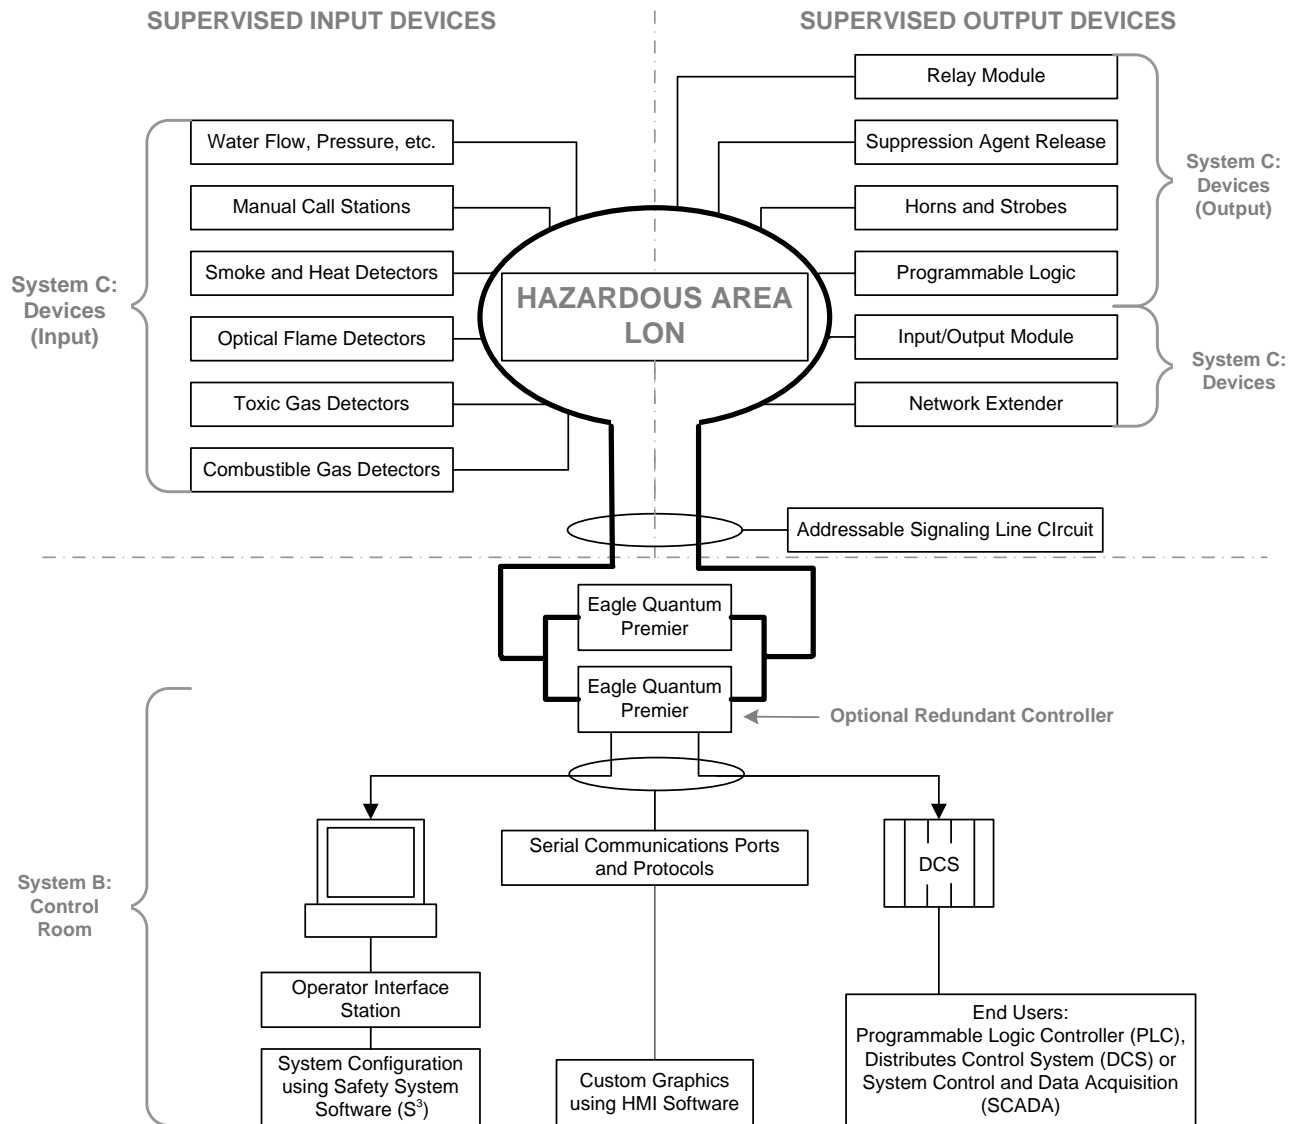 SUPERVISED INPUT DEVICES
SUPERVISED OUTPUT DEVICES
Water Flow, Pressure, etc.
Manual Call Stations
Smoke and Heat Detectors
Optical Flame Detectors
Toxic Gas Detectors
Combustible Gas Detectors
System C:
Devices
(Input)
HAZARDOUS AREA
LON
Relay Module
Suppression Agent Release
Horns and Strobes
Programmable Logic
Input/Output Module
Network Extender
System C:
Devices
(Output)
System C:
Devices
Addressable Signaling Line CIrcuit
Eagle Quantum
Premier
Eagle Quantum
Premier
Optional Redundant Controller
System B:
Control
Room
Serial Communications Ports
and Protocols
DCS
Operator Interface
Station
System Configuration
using Safety System
Software (S³)
Custom Graphics
using HMI Software
End Users:
Programmable Logic Controller (PLC),
Distributes Control System (DCS) or
System Control and Data Acquisition
(SCADA)